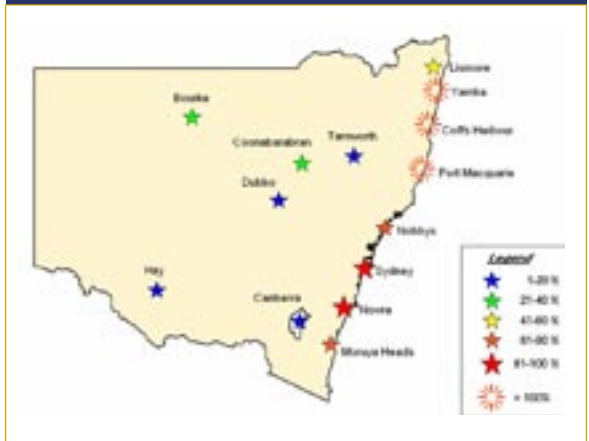 Lismore
Yamba
Bourke
Coffs Harbour
Tamworth
Coonabarabran
Port Macquarie
Dubbo
Nobbys
Legend
Hay
Sydney
1-20 %
21-40 %
Canberra
Nowra
41-60 %
61-80 %
Moruya Heads
81-100 %
100%